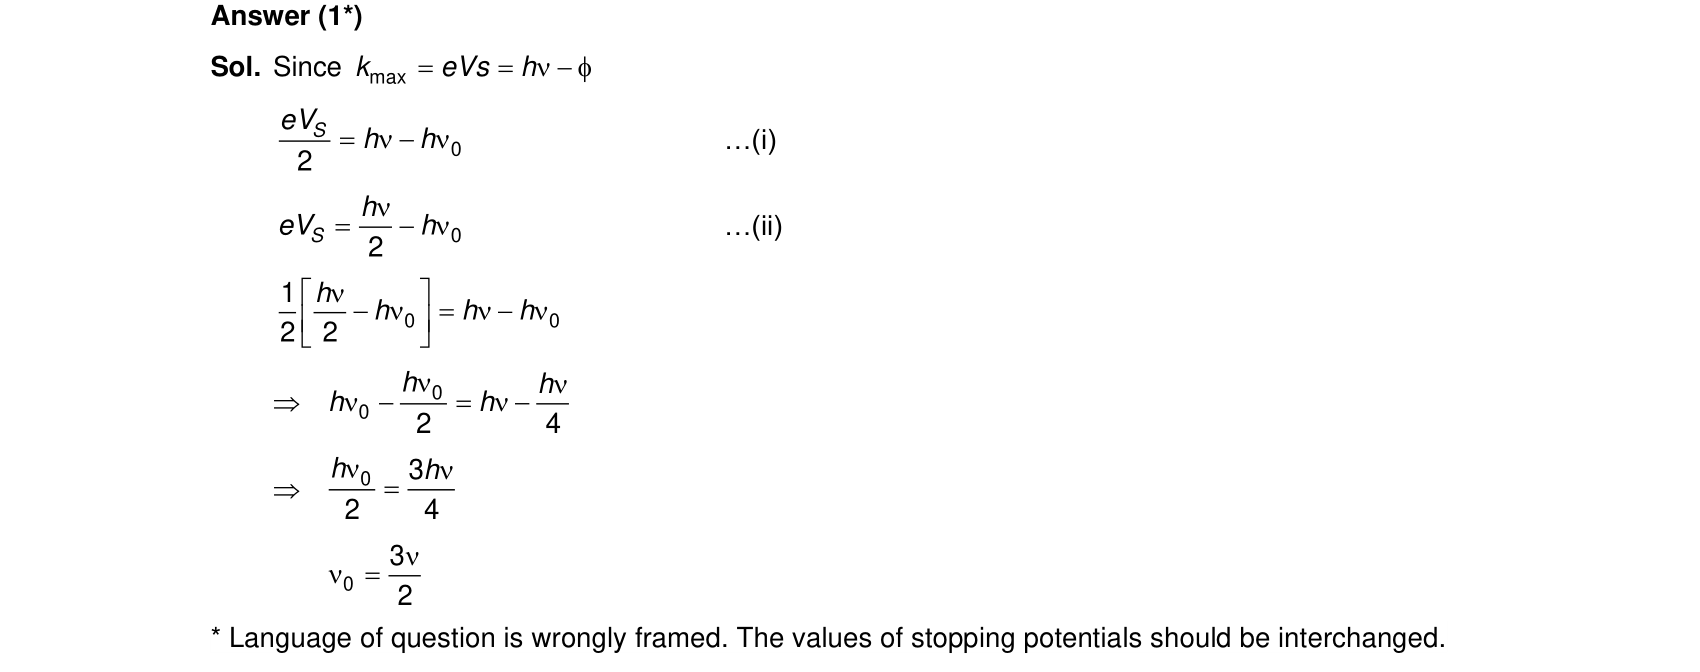 Answer (1*)
Sol. Since k_max = eVs = hν − ϕ
eV_S/2 = hν − hν_0 …(i)
eV_S = hν/2 − hν_0 …(ii)
1/2[hν/2 − hν_0] = hν − hν_0
⇒ hν_0 − hν_0/2 = hν − hν/4
⇒ hν_0/2 = 3hν/4
ν_0 = 3ν/2
* Language of question is wrongly framed. The values of stopping potentials should be interchanged.